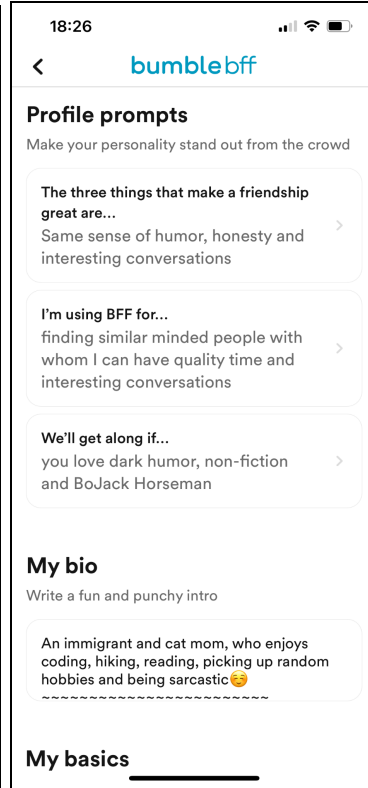 18:26
bumble bff
Profile prompts
Make your personality stand out from the crowd
The three things that make a friendship
great are...
Same sense of humor, honesty and
interesting conversations
I'm using BFF for...
finding similar minded people with
whom I can have quality time and
interesting conversations
We'll get along if...
you love dark humor, non-fiction
and BoJack Horseman
My bio
Write a fun and punchy intro
An immigrant and cat mom, who enjoys
coding, hiking, reading, picking up random
hobbies and being sarcastic☺️
~~~~~~~~~~~~~~~~~~~~~~~~
My basics